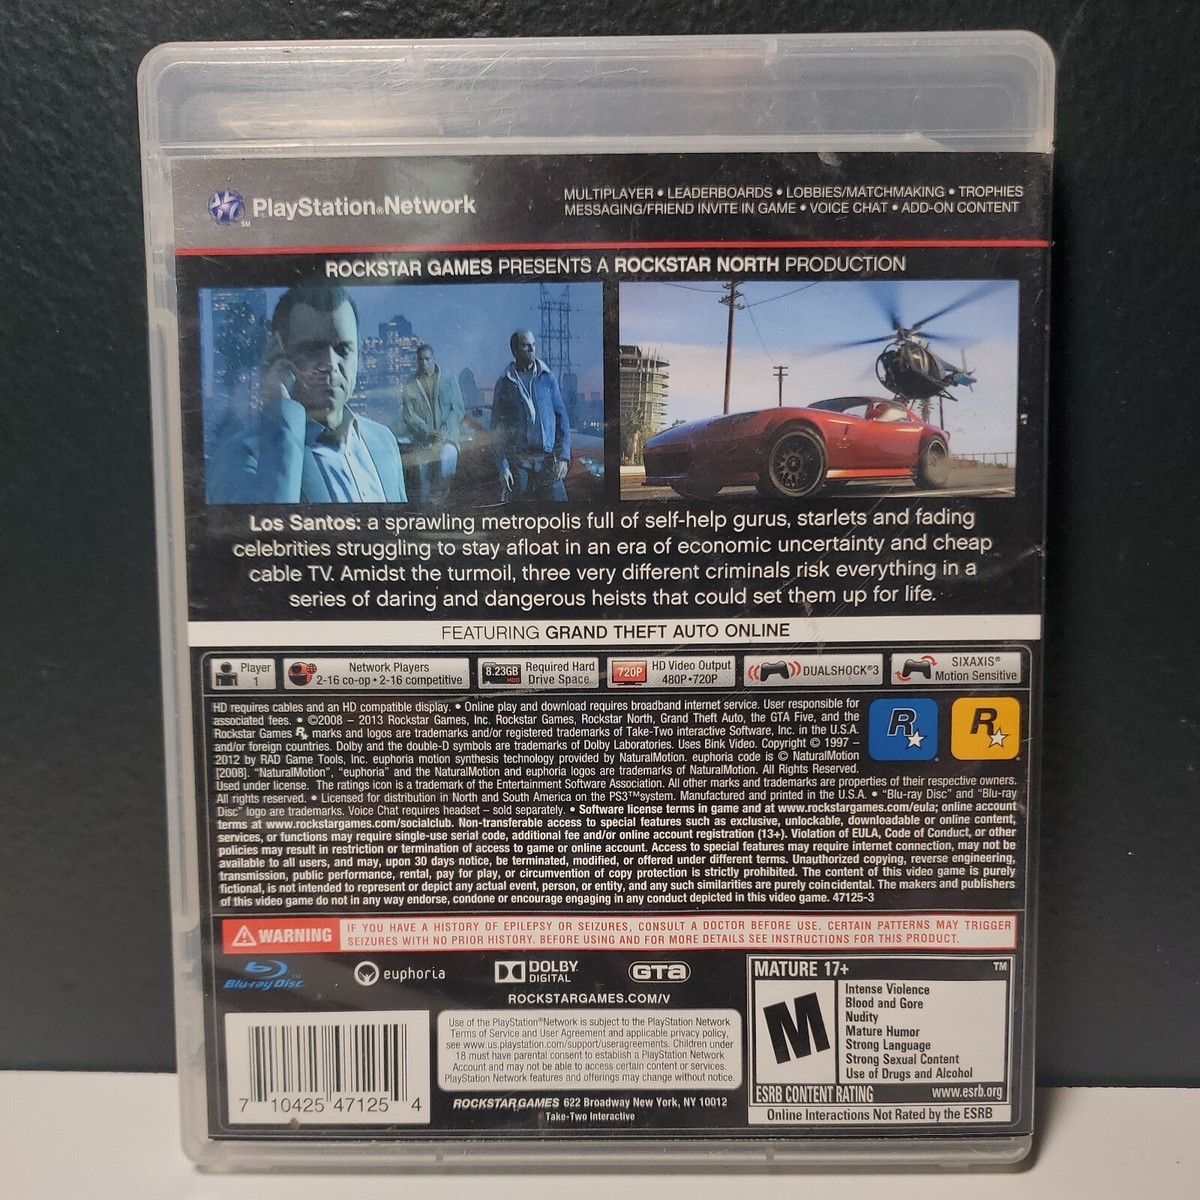 PlayStation®Network
SM
MULTIPLAYER • LEADERBOARDS • LOBBIES/MATCHMAKING • TROPHIES
MESSAGING/FRIEND INVITE IN GAME • VOICE CHAT • ADD-ON CONTENT
ROCKSTAR GAMES PRESENTS A ROCKSTAR NORTH PRODUCTION
Los Santos: a sprawling metropolis full of self-help gurus, starlets and fading
celebrities struggling to stay afloat in an era of economic uncertainty and cheap
cable TV. Amidst the turmoil, three very different criminals risk everything in a
series of daring and dangerous heists that could set them up for life.
FEATURING GRAND THEFT AUTO ONLINE
Player
1
Network Players
2-16 co-op • 2-16 competitive
8.23GB
HDD
Required Hard
Drive Space
720P
HD Video Output
480P•720P
DUALSHOCK®3
SIXAXIS®
Motion Sensitive
HD requires cables and an HD compatible display. • Online play and download requires broadband internet service. User responsible for
associated fees. • ©2008 – 2013 Rockstar Games, Inc. Rockstar Games, Rockstar North, Grand Theft Auto, the GTA Five, and the
Rockstar Games R★ marks and logos are trademarks and/or registered trademarks of Take-Two interactive Software, Inc. in the U.S.A.
and/or foreign countries. Dolby and the double-D symbols are trademarks of Dolby Laboratories. Uses Bink Video. Copyright © 1997 –
2012 by RAD Game Tools, Inc. euphoria motion synthesis technology provided by NaturalMotion. euphoria code is © NaturalMotion
[2008]. “NaturalMotion”, “euphoria” and the NaturalMotion and euphoria logos are trademarks of NaturalMotion. All Rights Reserved.
Used under license. The ratings icon is a trademark of the Entertainment Software Association. All other marks and trademarks are properties of their respective owners.
All rights reserved. • Licensed for distribution in North and South America on the PS3™system. Manufactured and printed in the U.S.A. • “Blu-ray Disc” and “Blu-ray
Disc” logo are trademarks. Voice Chat requires headset – sold separately. • Software license terms in game and at www.rockstargames.com/eula; online account
terms at www.rockstargames.com/socialclub. Non-transferable access to special features such as exclusive, unlockable, downloadable or online content,
services, or functions may require single-use serial code, additional fee and/or online account registration (13+). Violation of EULA, Code of Conduct, or other
policies may result in restriction or termination of access to game or online account. Access to special features may require internet connection, may not be
available to all users, and may, upon 30 days notice, be terminated, modified, or offered under different terms. Unauthorized copying, reverse engineering,
transmission, public performance, rental, pay for play, or circumvention of copy protection is strictly prohibited. The content of this video game is purely
fictional, is not intended to represent or depict any actual event, person, or entity, and any such similarities are purely coincidental. The makers and publishers
of this video game do not in any way endorse, condone or encourage engaging in any conduct depicted in this video game. 47125-3
R★
R★
WARNING
IF YOU HAVE A HISTORY OF EPILEPSY OR SEIZURES, CONSULT A DOCTOR BEFORE USE. CERTAIN PATTERNS MAY TRIGGER
SEIZURES WITH NO PRIOR HISTORY. BEFORE USING AND FOR MORE DETAILS SEE INSTRUCTIONS FOR THIS PRODUCT.
Blu-ray Disc™
euphoria
DOLBY
DIGITAL
GTA
ROCKSTARGAMES.COM/V
Use of the PlayStation®Network is subject to the PlayStation Network
Terms of Service and User Agreement and applicable privacy policy,
see www.us.playstation.com/support/useragreements. Children under
18 must have parental consent to establish a PlayStation Network
Account and may not be able to access certain content or services.
PlayStation Network features and offerings may change without notice.
ROCKSTAR GAMES 622 Broadway New York, NY 10012
Take-Two Interactive
7 10425 47125 4
MATURE 17+ ™
M
Intense Violence
Blood and Gore
Nudity
Mature Humor
Strong Language
Strong Sexual Content
Use of Drugs and Alcohol
ESRB CONTENT RATING www.esrb.org
Online Interactions Not Rated by the ESRB